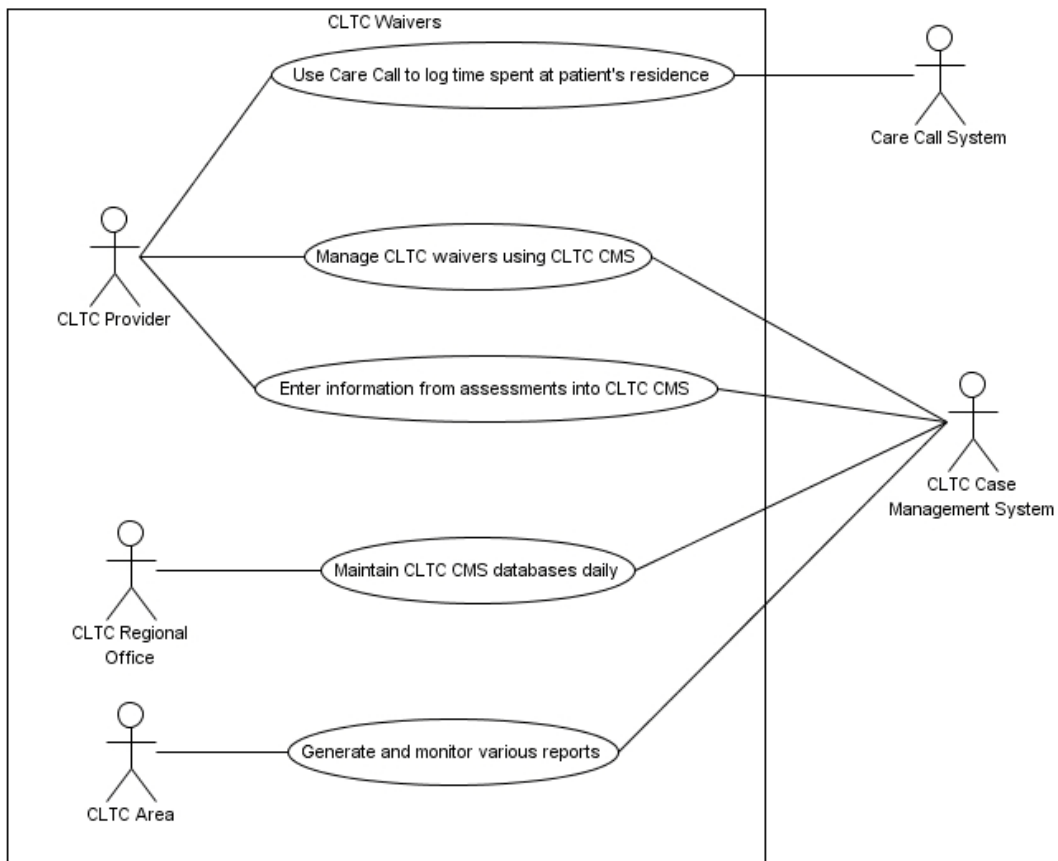 CLTC Waivers
Use Care Call to log time spent at patient's residence
Care Call System
Manage CLTC waivers using CLTC CMS
CLTC Provider
Enter information from assessments into CLTC CMS
CLTC Case
Management System
Maintain CLTC CMS databases daily
CLTC Regional
Office
Generate and monitor various reports
CLTC Area